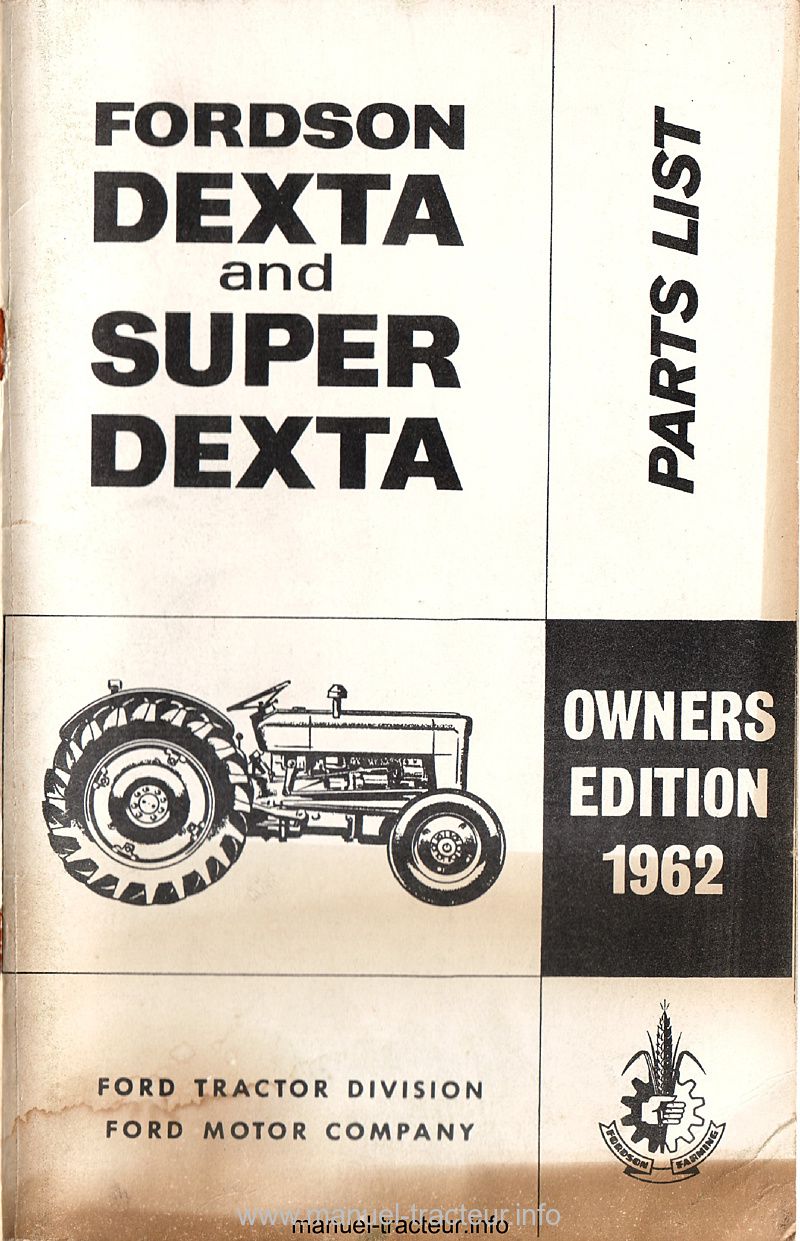 FORDSON
DEXTA
and
SUPER
DEXTA
PARTS LIST
OWNERS
EDITION
1962
FORD TRACTOR DIVISION
FORD MOTOR COMPANY
FORDSON FARMING
www.manuel-tracteur.info
manuel-tracteur.info